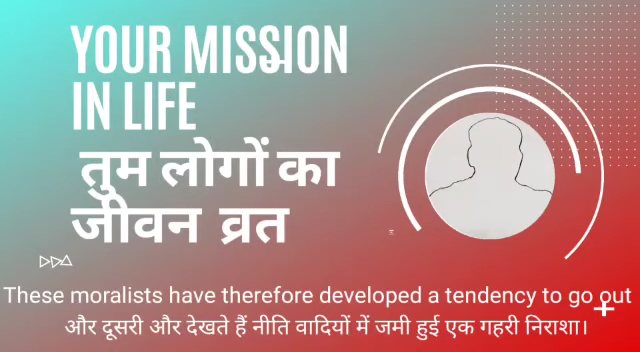 YOUR MISSION
IN LIFE
तुम लोगों का
जीवन व्रत
These moralists have therefore developed a tendency to go out
और दूसरी और देखते हैं नीति वादियों में जमी हुई एक गहरी निराशा।